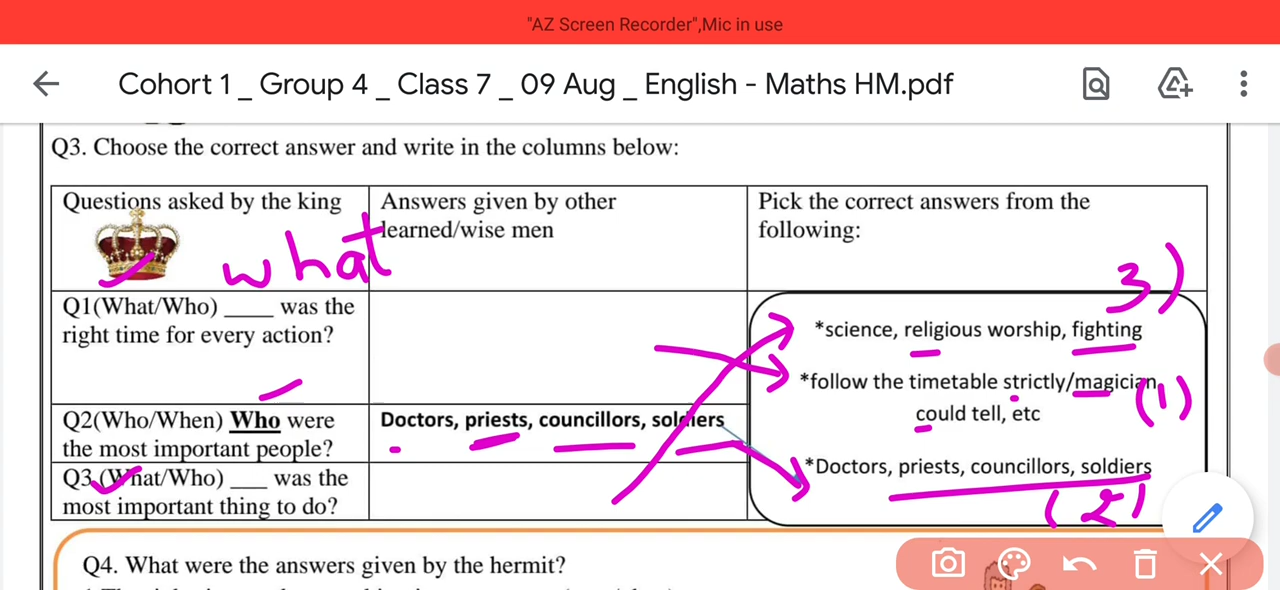 "AZ Screen Recorder",Mic in use
Cohort 1 _ Group 4 _ Class 7 _ 09 Aug _ English - Maths HM.pdf
Q3. Choose the correct answer and write in the columns below:
Questions asked by the king
Answers given by other
learned/wise men
Pick the correct answers from the
following:
what
3)
Q1(What/Who) ____ was the
right time for every action?
*science, religious worship, fighting
*follow the timetable strictly/magician
could tell, etc
(1)
Q2(Who/When) Who were
the most important people?
Doctors, priests, councillors, soldiers
*Doctors, priests, councillors, soldiers
(2)
Q3 (What/Who) ___ was the
most important thing to do?
Q4. What were the answers given by the hermit?